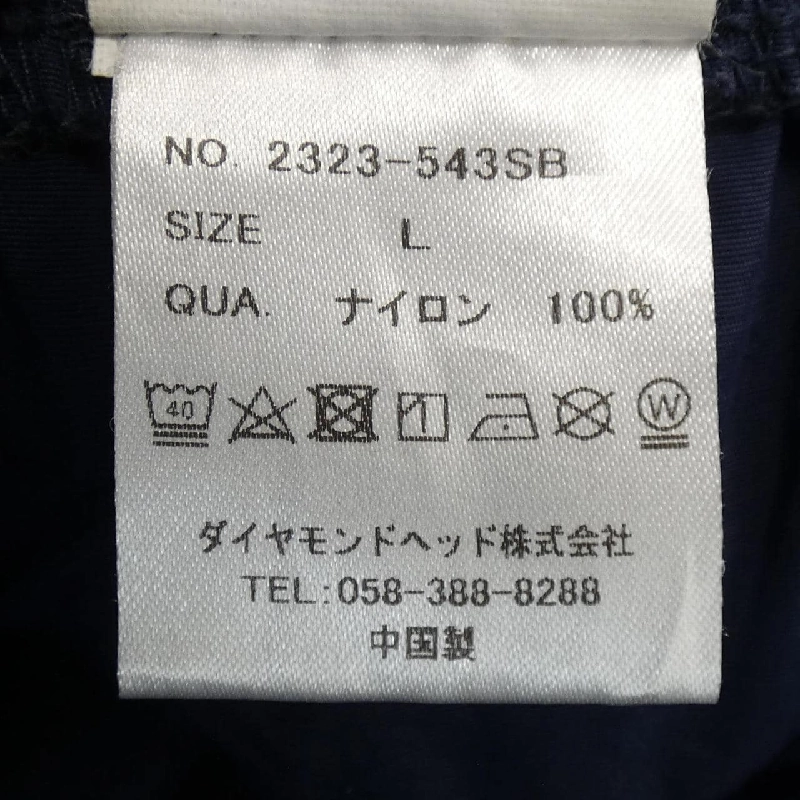 NO. 2323-543SB
SIZE L
QUA. ナイロン 100%
40 W
ダイヤモンドヘッド株式会社
TEL:058-388-8288
中国製